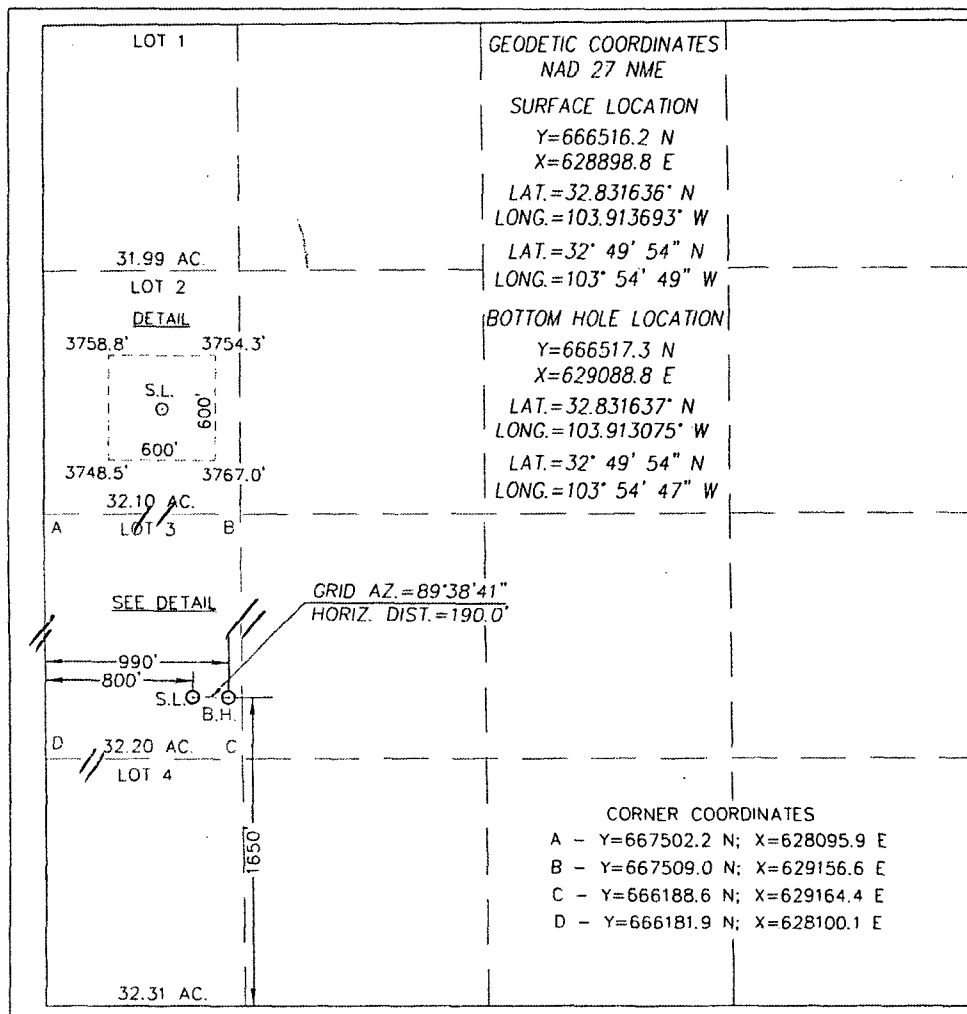 LOT 1
31.99 AC.
LOT 2
DETAIL
3758.8' 3754.3'
S.L.
600'
600'
3748.5' 3767.0'
32.10 AC.
A LOT 3 B
SEE DETAIL
GRID AZ.=89°38'41"
HORIZ. DIST.=190.0'
990'
800'
S.L.
B.H.
D 32.20 AC. C
LOT 4
1650'
32.31 AC.
GEODETIC COORDINATES
NAD 27 NME
SURFACE LOCATION
Y=666516.2 N
X=628898.8 E
LAT.=32.831636° N
LONG.=103.913693° W
LAT.=32° 49' 54" N
LONG.=103° 54' 49" W
BOTTOM HOLE LOCATION
Y=666517.3 N
X=629088.8 E
LAT.=32.831637° N
LONG.=103.913075° W
LAT.=32° 49' 54" N
LONG.=103° 54' 47" W
CORNER COORDINATES
A - Y=667502.2 N; X=628095.9 E
B - Y=667509.0 N; X=629156.6 E
C - Y=666188.6 N; X=629164.4 E
D - Y=666181.9 N; X=628100.1 E